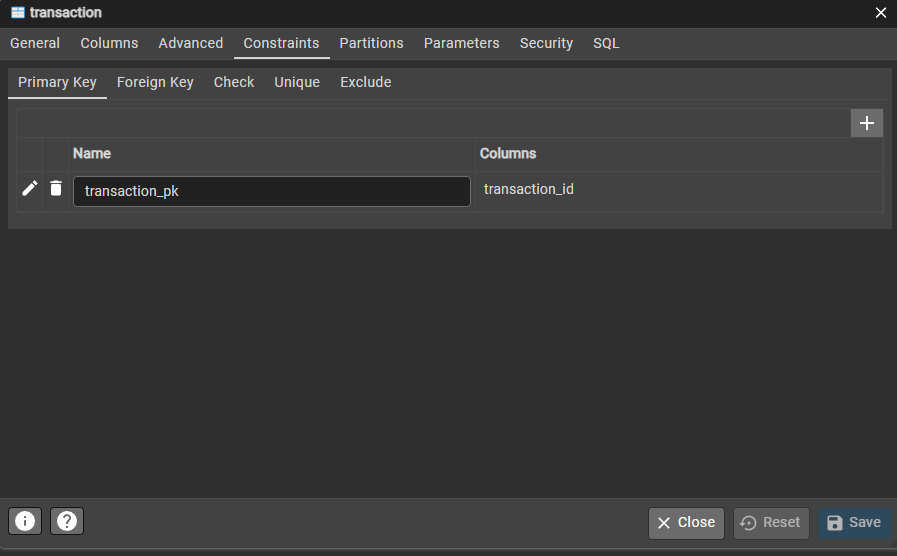 transaction
General Columns Advanced Constraints Partitions Parameters Security SQL
Primary Key Foreign Key Check Unique Exclude
Name Columns
transaction_pk transaction_id
Close Reset Save